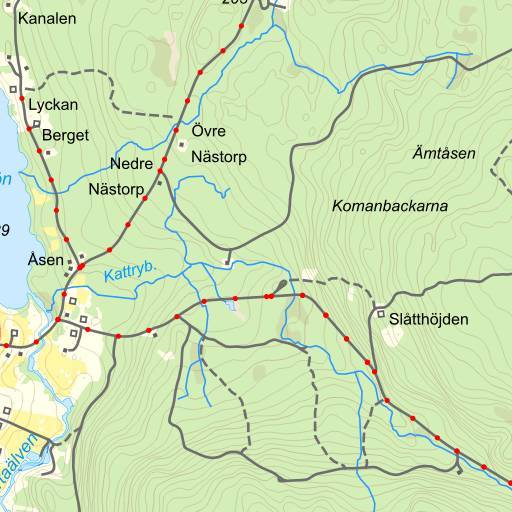 Kanalen
Lyckan
Berget
Övre
Nästorp
Nedre
Nästorp
Ämtåsen
Komanbackarna
Åsen
Kattryb.
Slåtthöjden